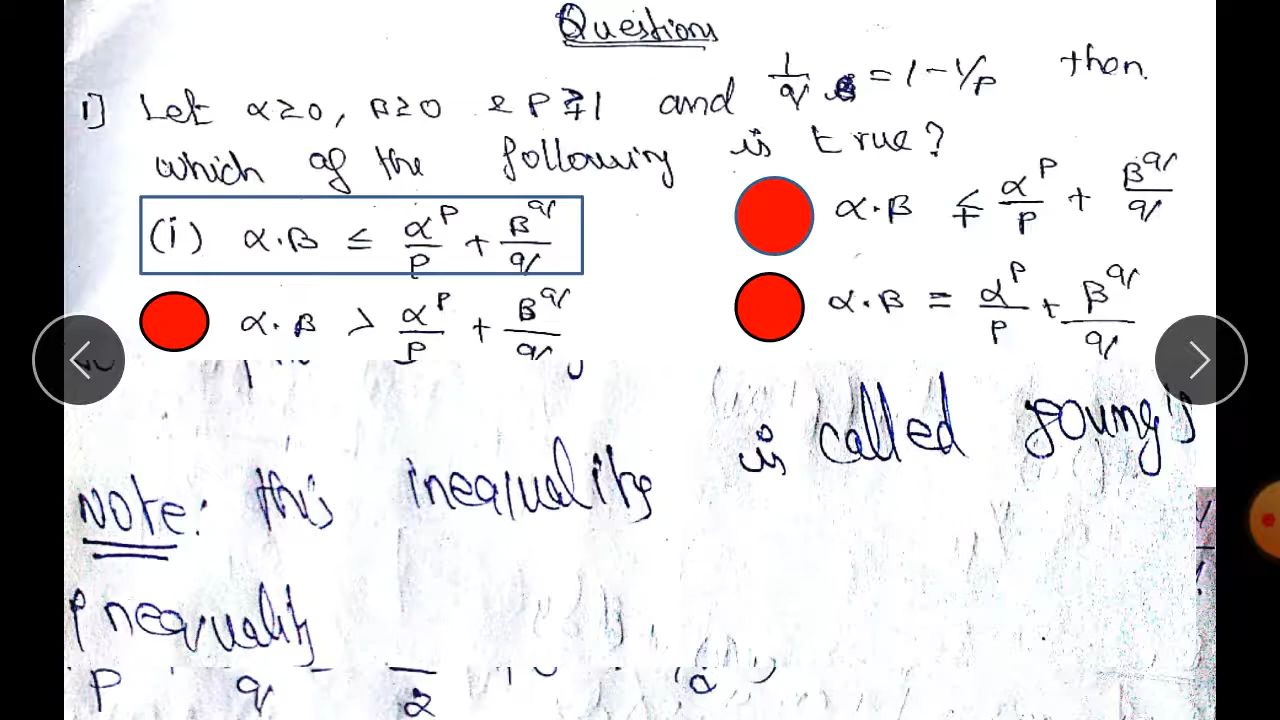 Questions
1] Let α≥0, β≥0 & P ≩ 1 and 1/q = 1 - 1/p then
which of the following is true?
(i) α.β ≤ α^p/p + β^q/q
α.β ≨ α^p/p + β^q/q
α.β > α^p/p + β^q/q
α.β = α^p/p + β^q/q
NOTE: this inequality is called young's
inequality
P q 2